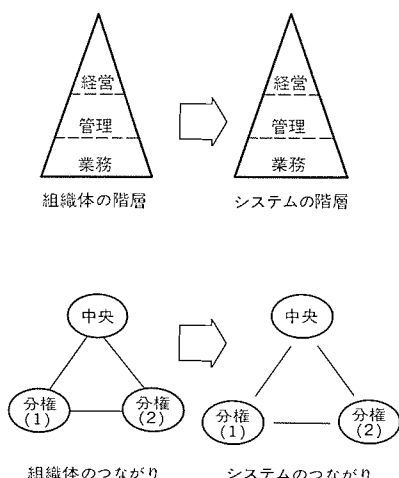 経営
管理
業務
組織体の階層
経営
管理
業務
システムの階層
中央
分権
(1)
分権
(2)
組織体のつながり
中央
分権
(1)
分権
(2)
システムのつながり